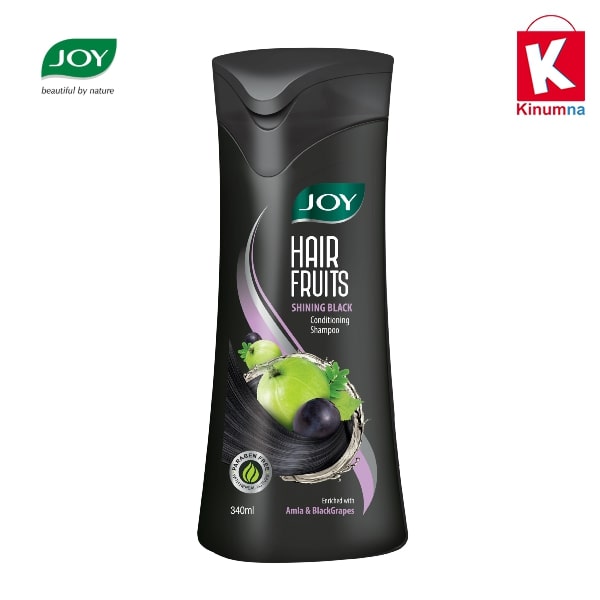 JOY
beautiful by nature
K
Kinumna
JOY
HAIR
FRUITS
SHINING BLACK
Conditioning
Shampoo
PARABEN FREE
Enriched with
Amla & BlackGrapes
340ml